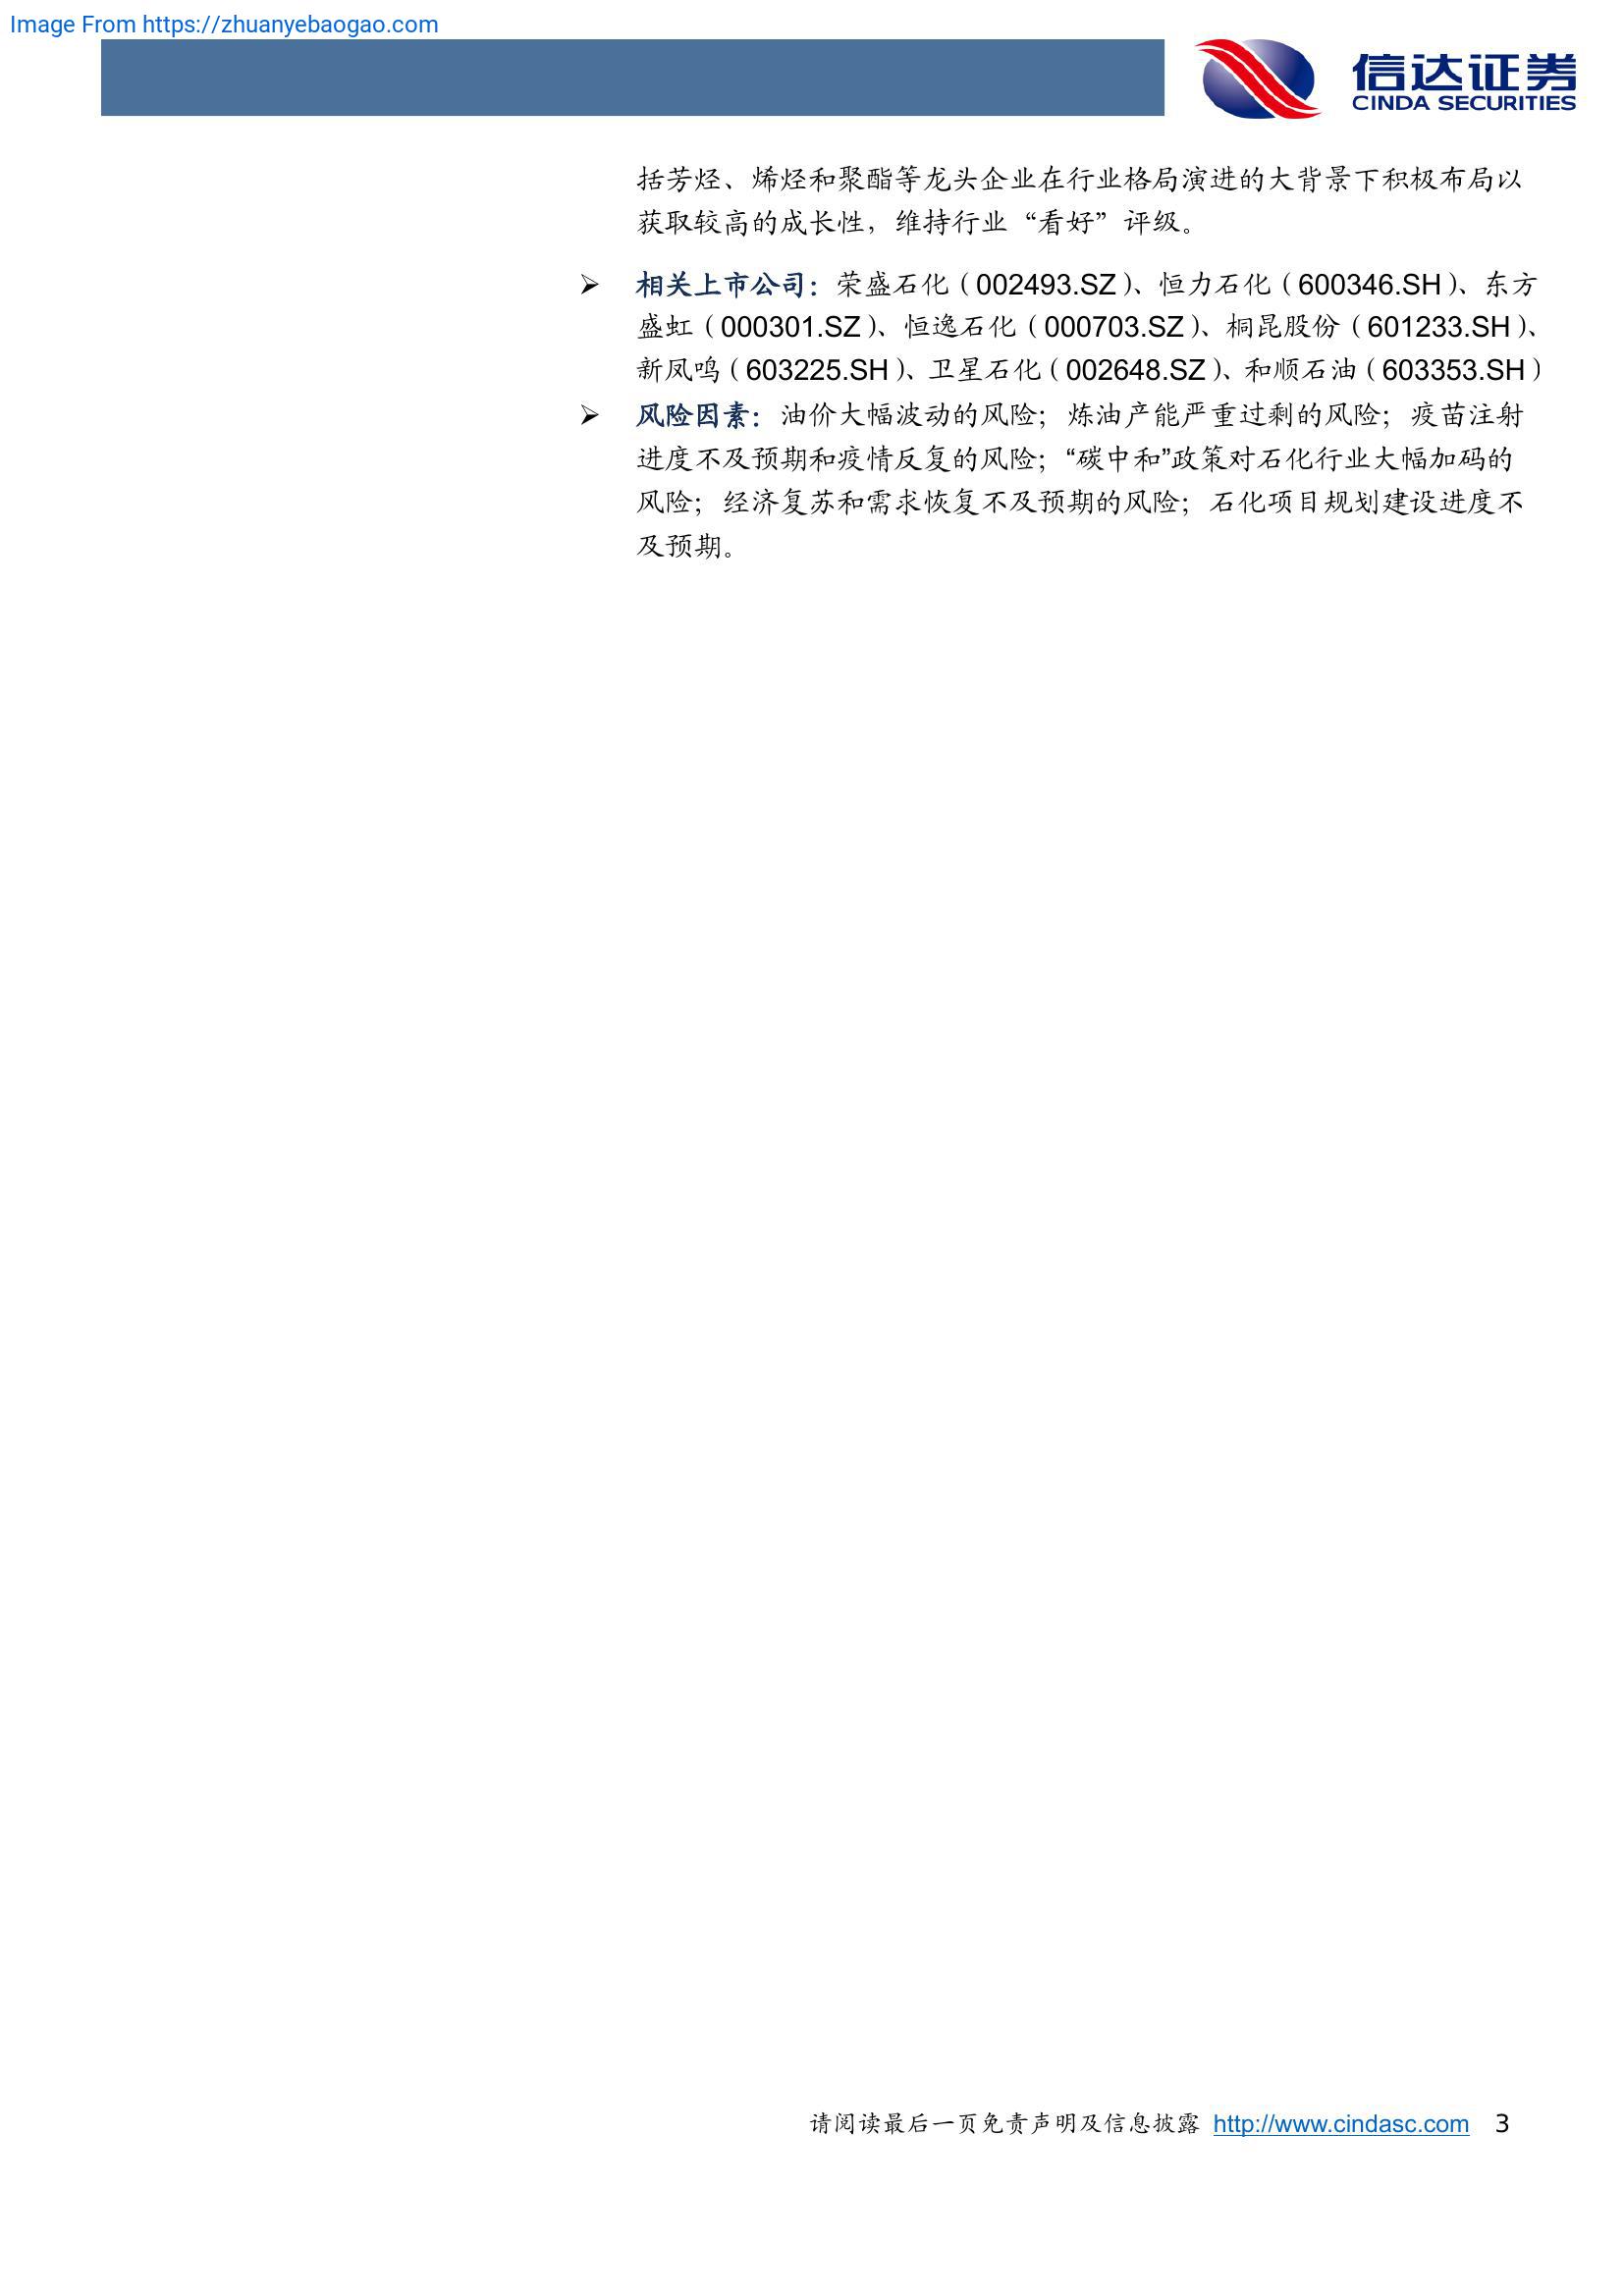 Image From https://zhuanyebaogao.com
信达证券
CINDA SECURITIES
括芳烃、烯烃和聚酯等龙头企业在行业格局演进的大背景下积极布局以
获取较高的成长性，维持行业“看好”评级。
➢ 相关上市公司：荣盛石化（002493.SZ）、恒力石化（600346.SH）、东方
盛虹（000301.SZ）、恒逸石化（000703.SZ）、桐昆股份（601233.SH）、
新凤鸣（603225.SH）、卫星石化（002648.SZ）、和顺石油（603353.SH）
➢ 风险因素：油价大幅波动的风险；炼油产能严重过剩的风险；疫苗注射
进度不及预期和疫情反复的风险；“碳中和”政策对石化行业大幅加码的
风险；经济复苏和需求恢复不及预期的风险；石化项目规划建设进度不
及预期。
请阅读最后一页免责声明及信息披露 http://www.cindasc.com 3